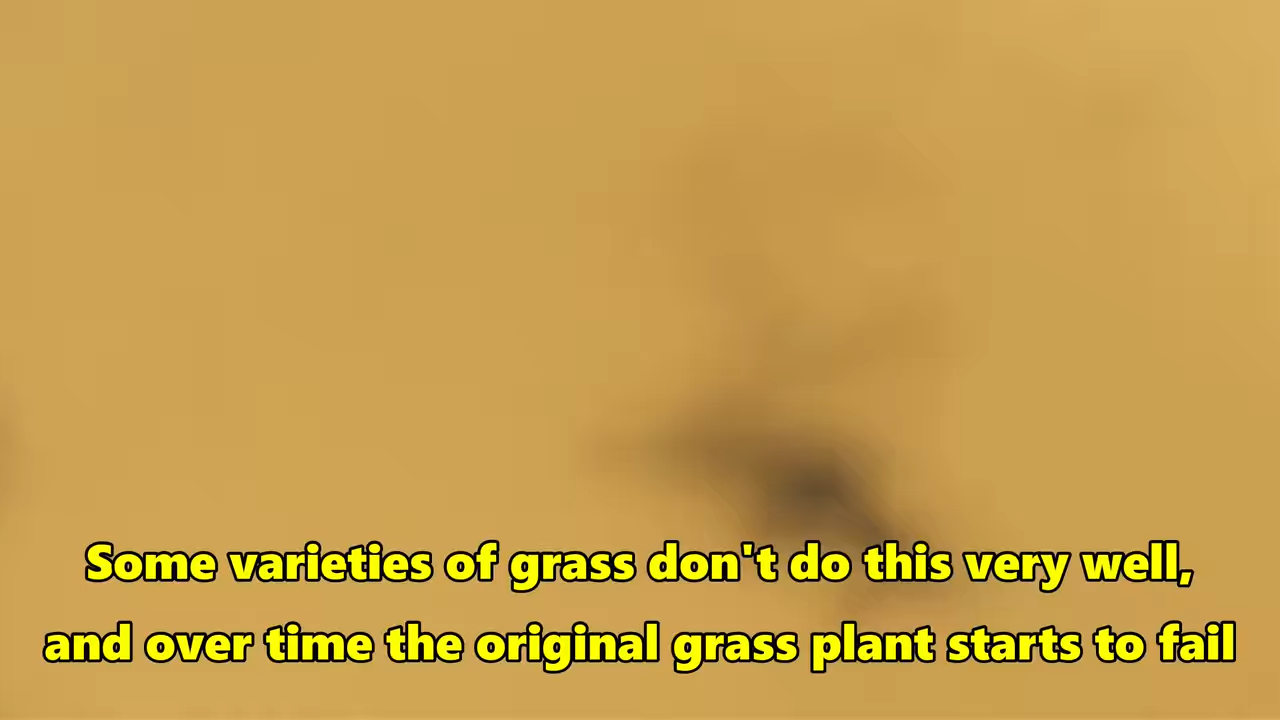 Some varieties of grass don't do this very well,
and over time the original grass plant starts to fail